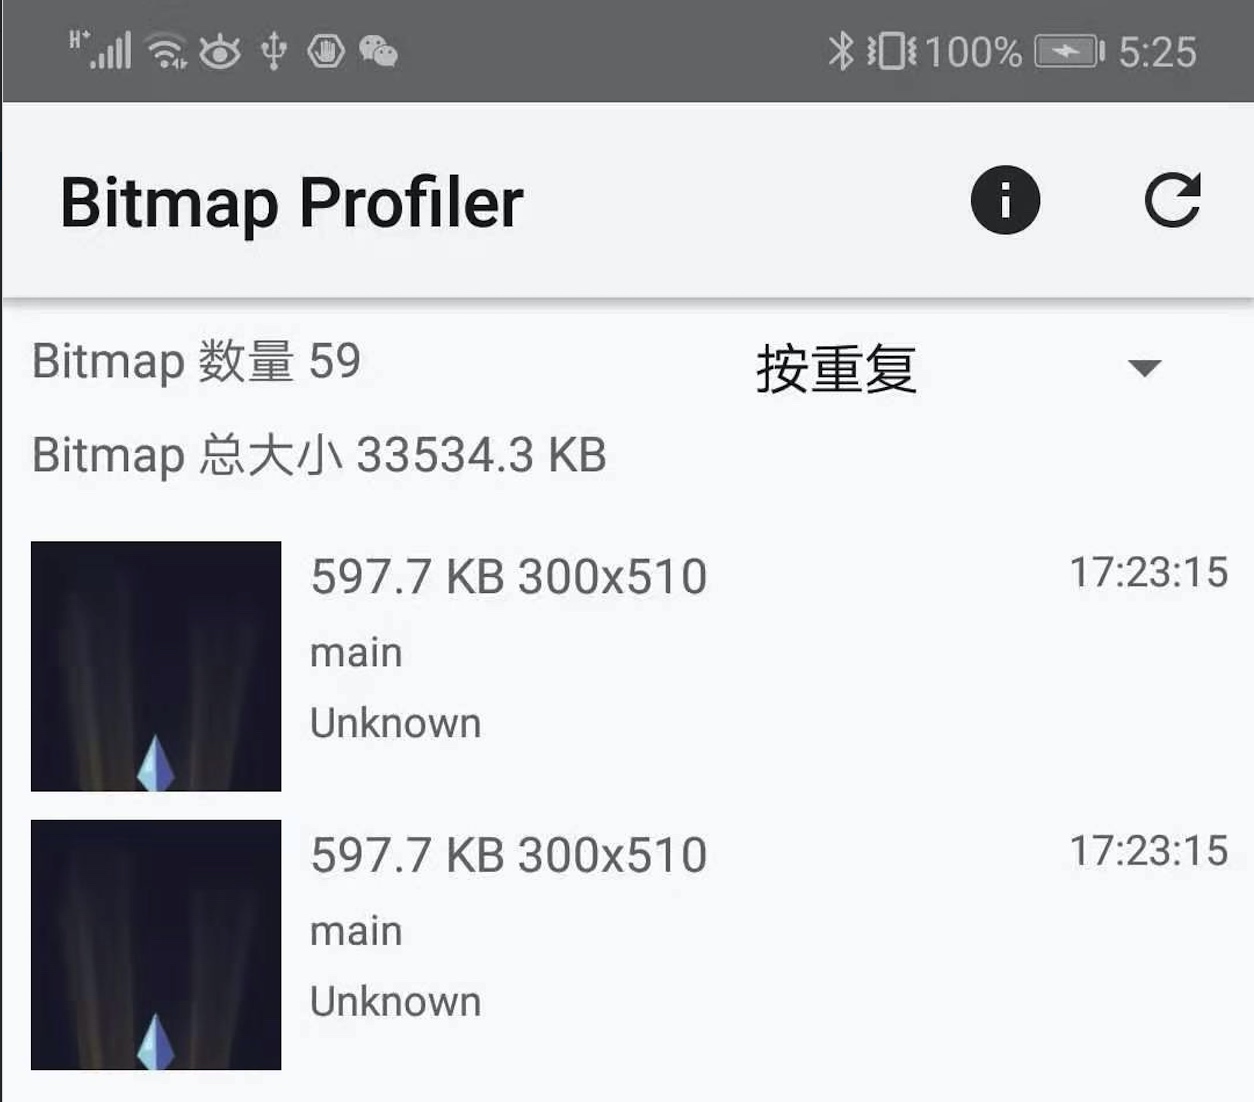 H+ 100% 5:25
Bitmap Profiler
Bitmap 数量 59 按重复
Bitmap 总大小 33534.3 KB
597.7 KB 300x510 17:23:15
main
Unknown
597.7 KB 300x510 17:23:15
main
Unknown